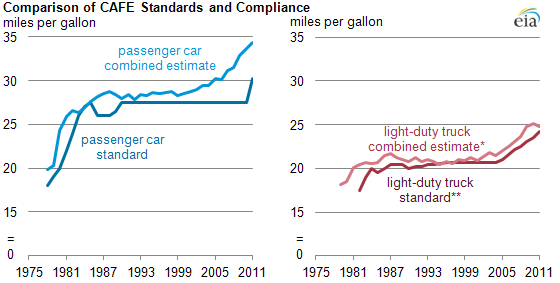 Comparison of CAFE Standards and Compliance
miles per gallon
35
30
25
20
15
=
0
1975 1981 1987 1993 1999 2005 2011
passenger car
combined estimate
passenger car
standard
miles per gallon
eia
35
30
25
20
15
=
0
1975 1981 1987 1993 1999 2005 2011
light-duty truck
combined estimate*
light-duty truck
standard**